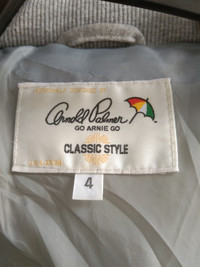 Arnold Palmer
GO ARNIE GO
CLASSIC STYLE
4